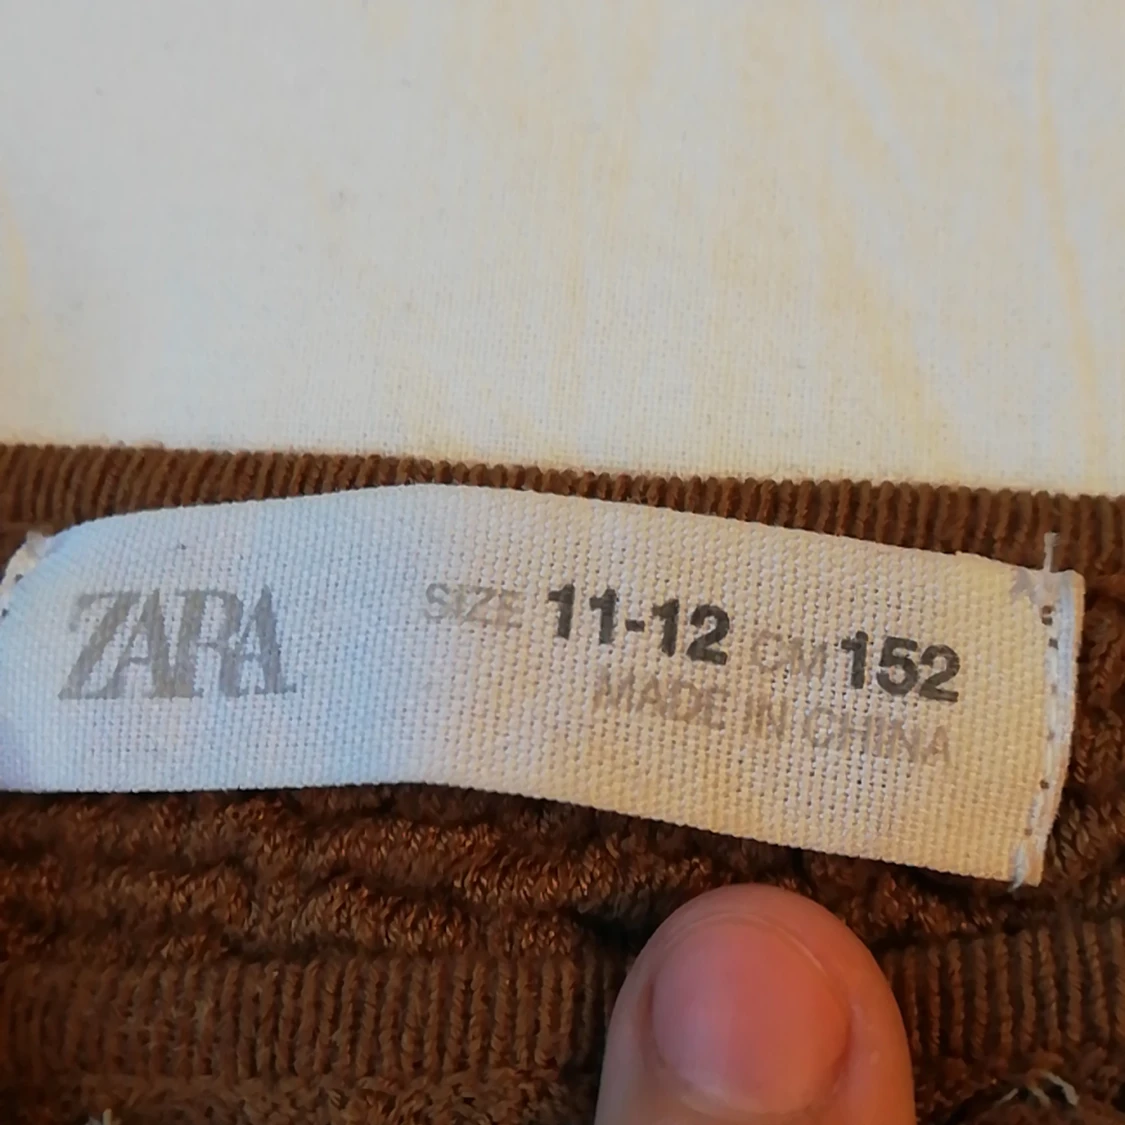 ZARA
SIZE 11-12 CM 152
MADE IN CHINA